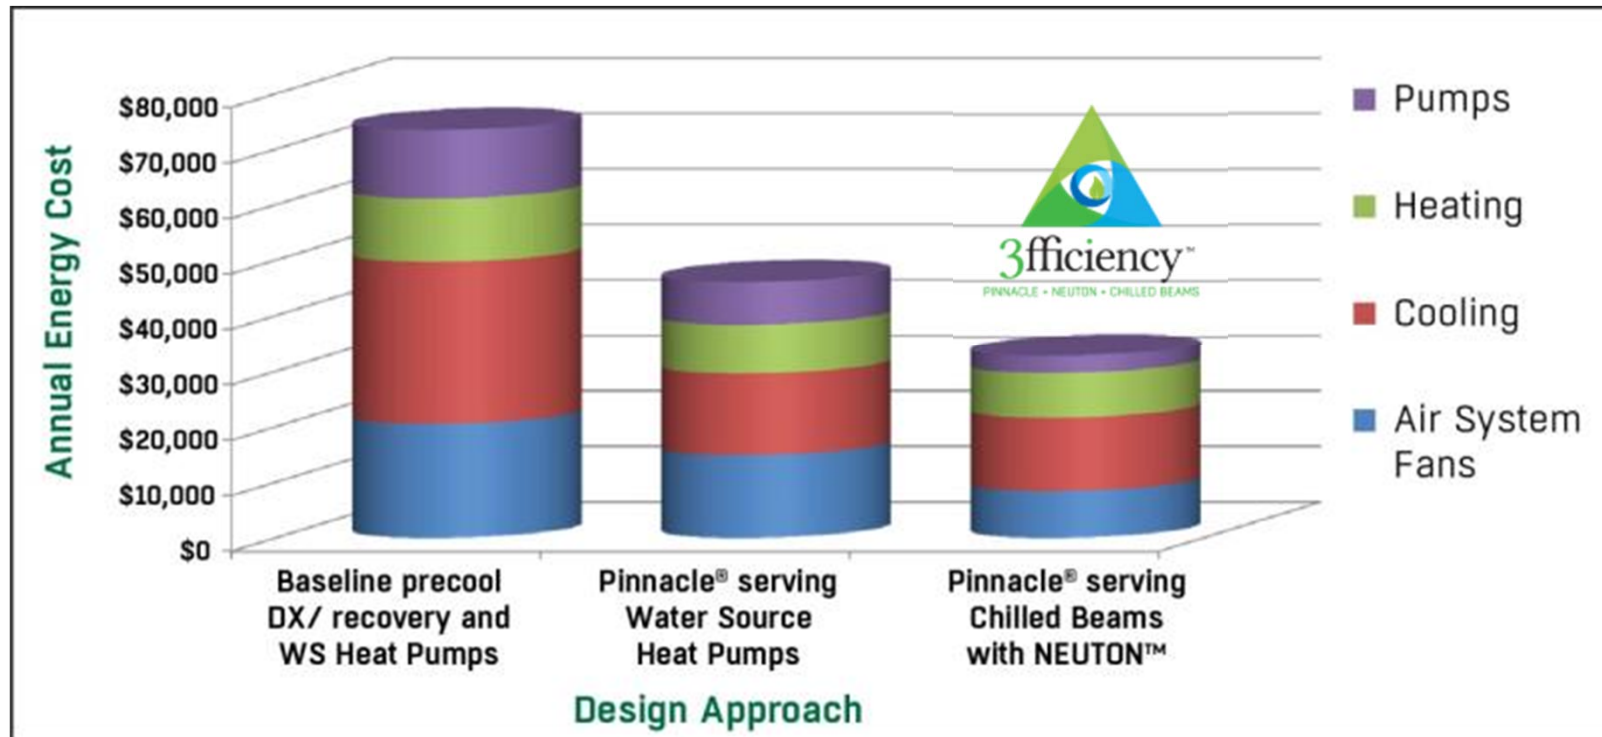 $80,000
$70,000
$60,000
$50,000
$40,000
$30,000
$20,000
$10,000
$0
Annual Energy Cost
3fficiency™
PINNACLE + NEUTON + CHILLED BEAMS
Pumps
Heating
Cooling
Air System
Fans
Baseline precool
DX/ recovery and
WS Heat Pumps
Pinnacle® serving
Water Source
Heat Pumps
Pinnacle® serving
Chilled Beams
with NEUTON™
Design Approach